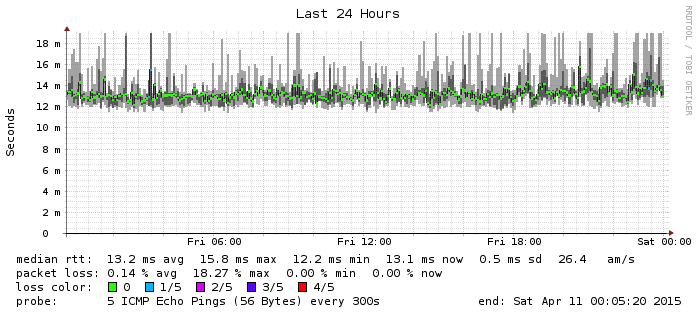 Last 24 Hours
RRDTOOL / TOBI OETIKER
Seconds
18 m
16 m
14 m
12 m
10 m
8 m
6 m
4 m
2 m
0
Fri 06:00 Fri 12:00 Fri 18:00 Sat 00:00
median rtt: 13.2 ms avg 15.8 ms max 12.2 ms min 13.1 ms now 0.5 ms sd 26.4 am/s
packet loss: 0.14 % avg 18.27 % max 0.00 % min 0.00 % now
loss color: 0 1/5 2/5 3/5 4/5
probe: 5 ICMP Echo Pings (56 Bytes) every 300s end: Sat Apr 11 00:05:20 2015